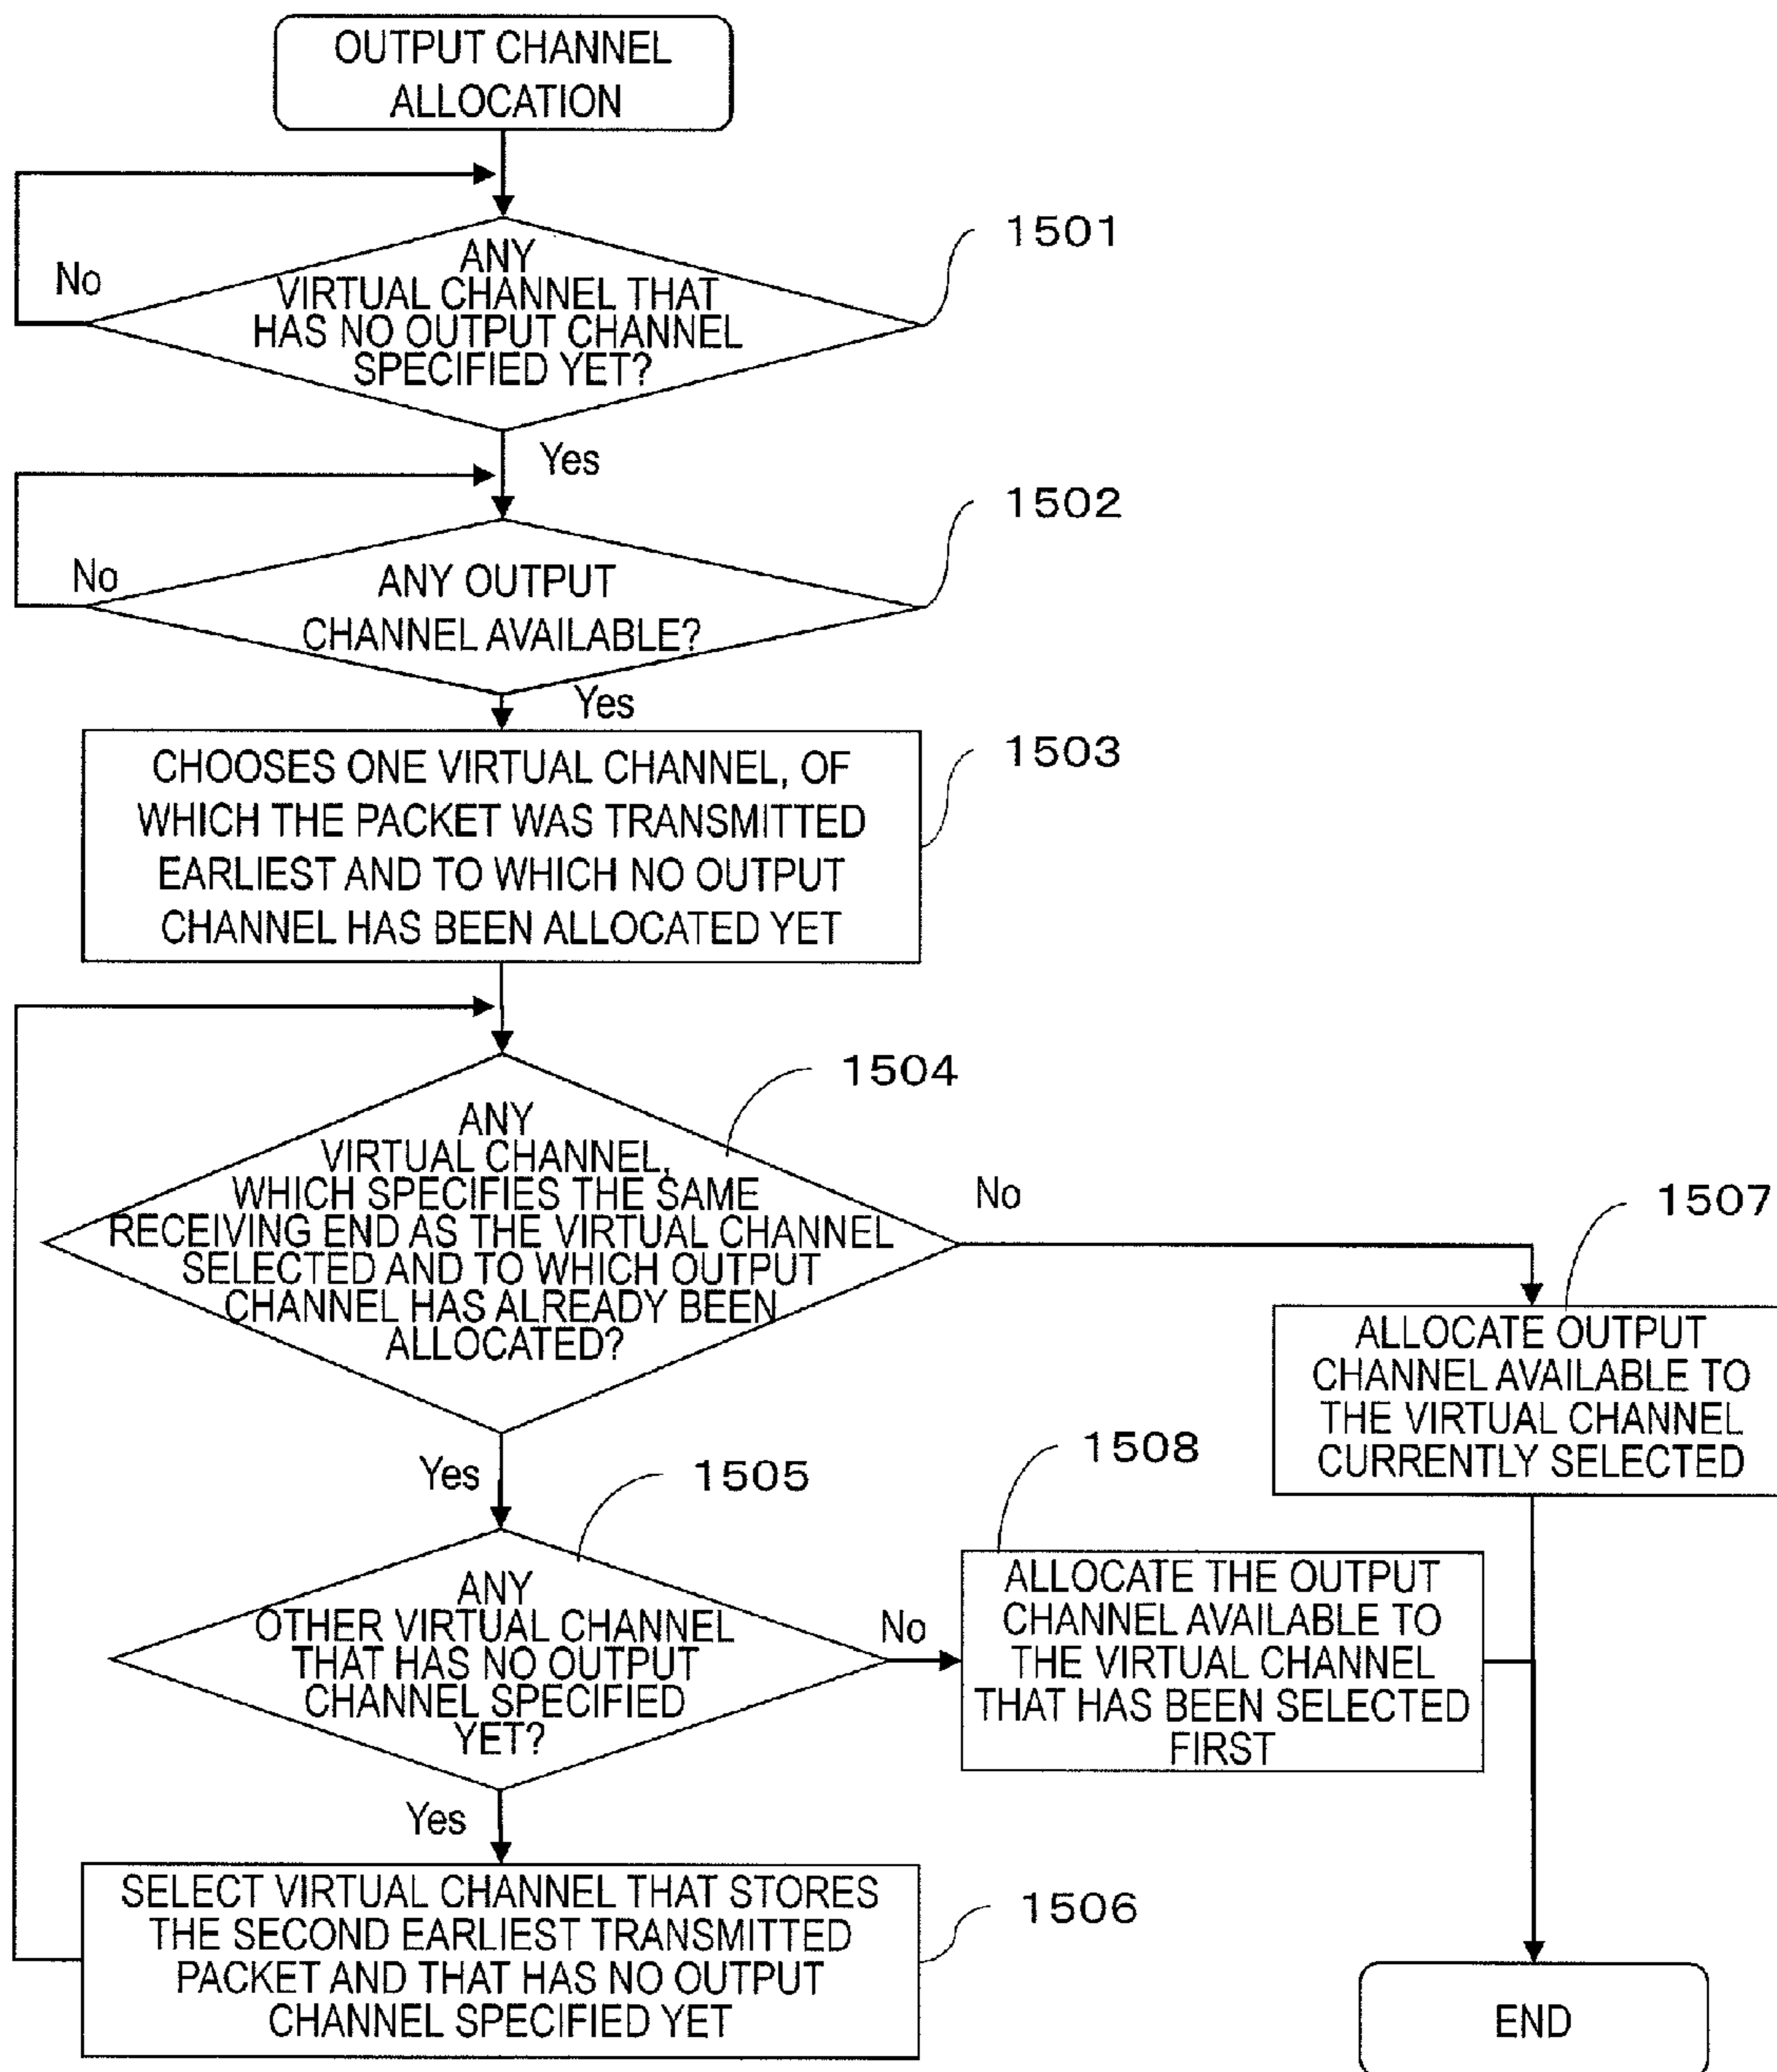 OUTPUT CHANNEL
ALLOCATION
1501
No
ANY
VIRTUAL CHANNEL THAT
HAS NO OUTPUT CHANNEL
SPECIFIED YET?
Yes
1502
No
ANY OUTPUT
CHANNEL AVAILABLE?
Yes
1503
CHOOSES ONE VIRTUAL CHANNEL, OF
WHICH THE PACKET WAS TRANSMITTED
EARLIEST AND TO WHICH NO OUTPUT
CHANNEL HAS BEEN ALLOCATED YET
1504
ANY
VIRTUAL CHANNEL,
WHICH SPECIFIES THE SAME
RECEIVING END AS THE VIRTUAL CHANNEL
SELECTED AND TO WHICH OUTPUT
CHANNEL HAS ALREADY BEEN
ALLOCATED?
No
1507
ALLOCATE OUTPUT
CHANNEL AVAILABLE TO
THE VIRTUAL CHANNEL
CURRENTLY SELECTED
Yes
1505
ANY
OTHER VIRTUAL CHANNEL
THAT HAS NO OUTPUT
CHANNEL SPECIFIED
YET?
No
1508
ALLOCATE THE OUTPUT
CHANNEL AVAILABLE TO
THE VIRTUAL CHANNEL
THAT HAS BEEN SELECTED
FIRST
Yes
1506
SELECT VIRTUAL CHANNEL THAT STORES
THE SECOND EARLIEST TRANSMITTED
PACKET AND THAT HAS NO OUTPUT
CHANNEL SPECIFIED YET
END